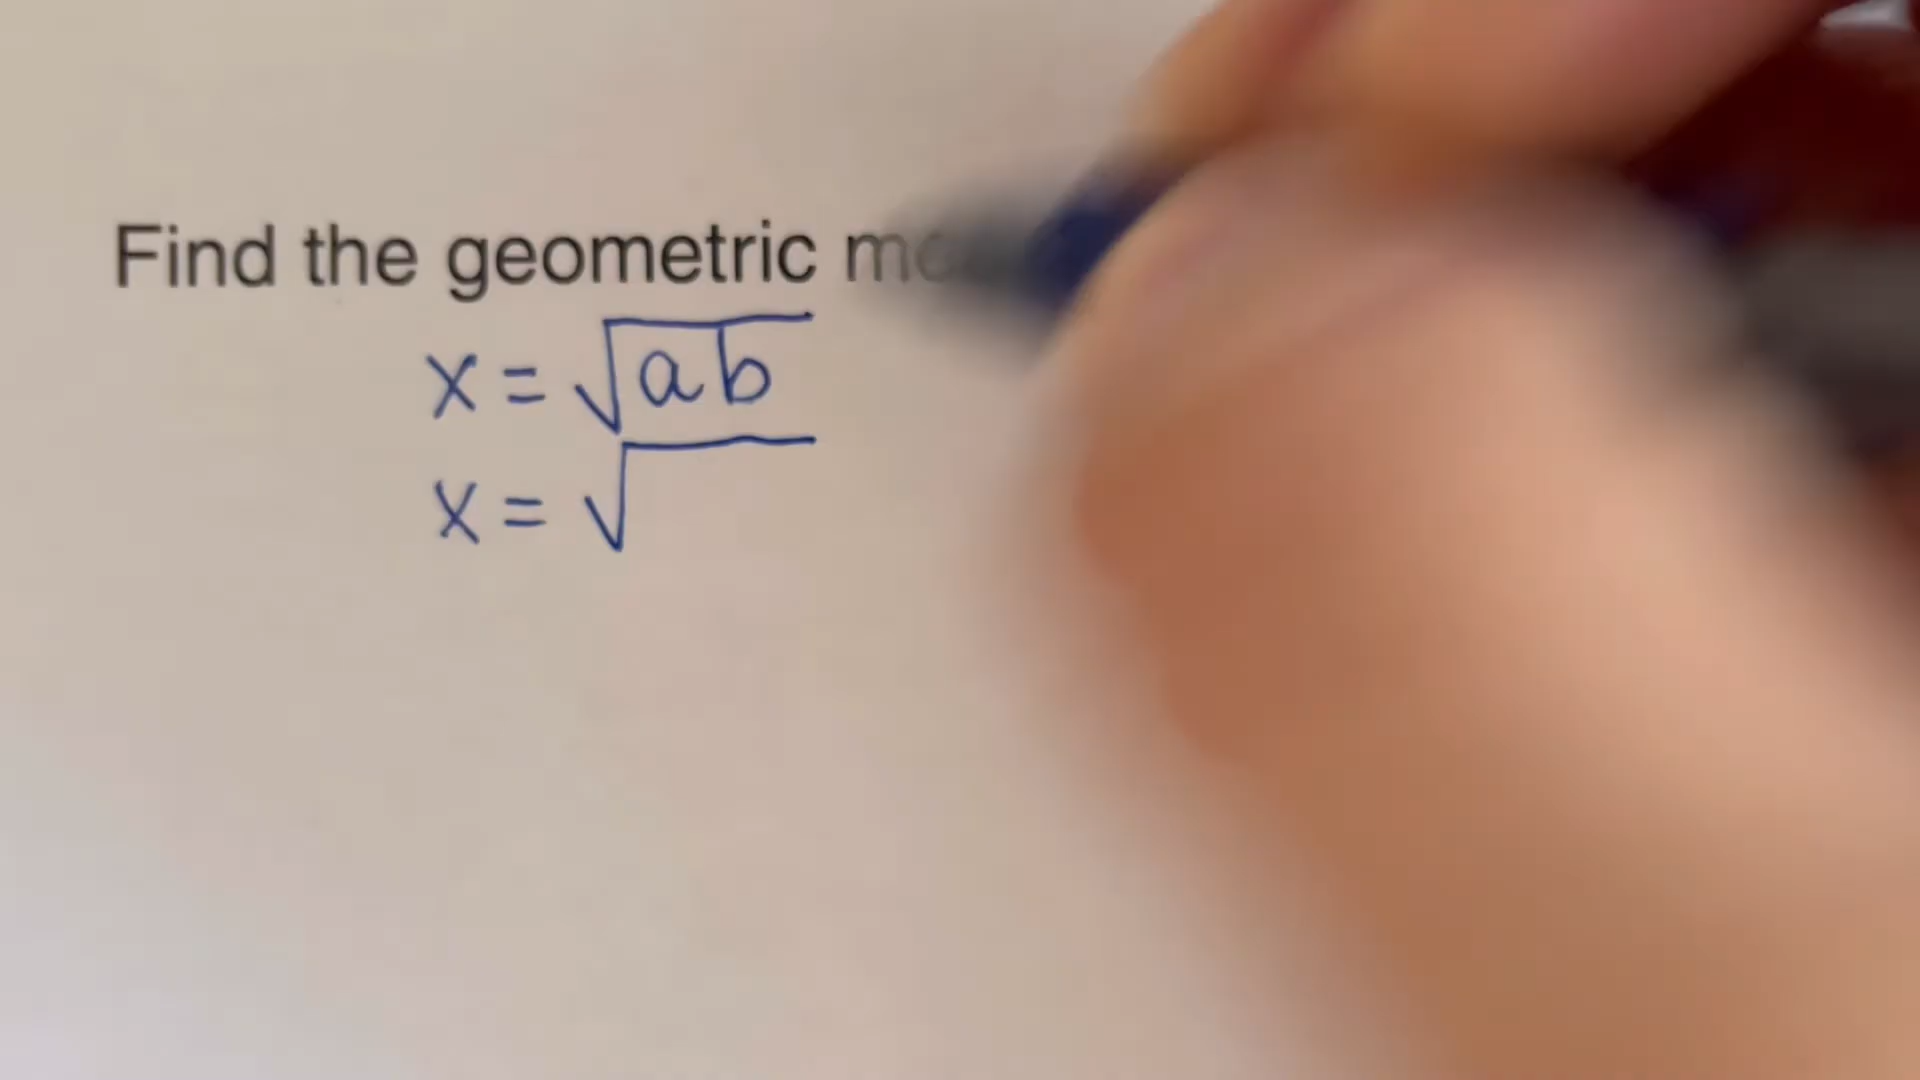 Find the geometric
x = √ab
x = √